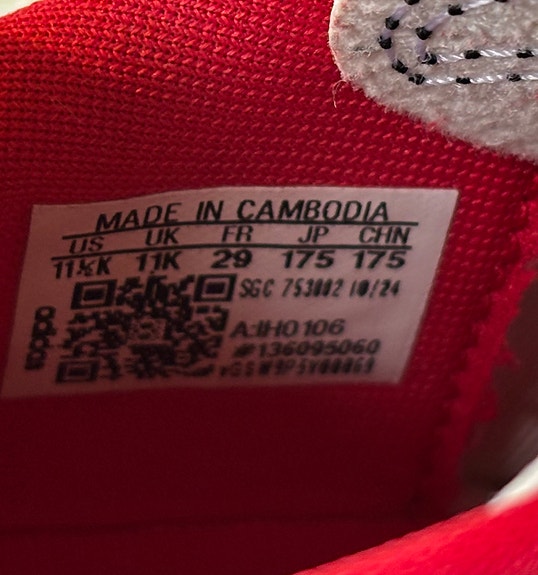 MADE IN CAMBODIA
US UK FR JP CHN
11½K 11K 29 175 175
SGC 753002 10/24
adidas
A:IH0106
#136095060